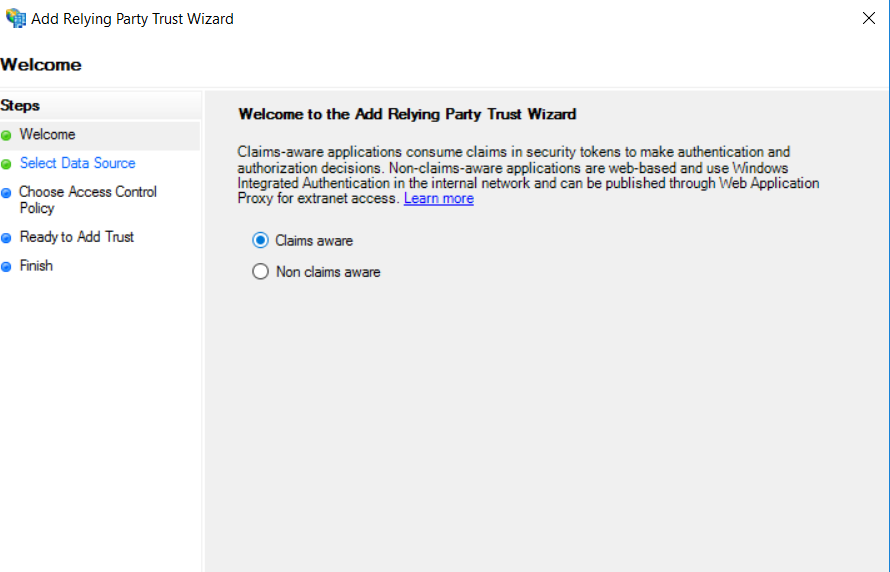 Add Relying Party Trust Wizard
Welcome
Steps
Welcome
Select Data Source
Choose Access Control
Policy
Ready to Add Trust
Finish
Welcome to the Add Relying Party Trust Wizard
Claims-aware applications consume claims in security tokens to make authentication and
authorization decisions. Non-claims-aware applications are web-based and use Windows
Integrated Authentication in the internal network and can be published through Web Application
Proxy for extranet access. Learn more
Claims aware
Non claims aware